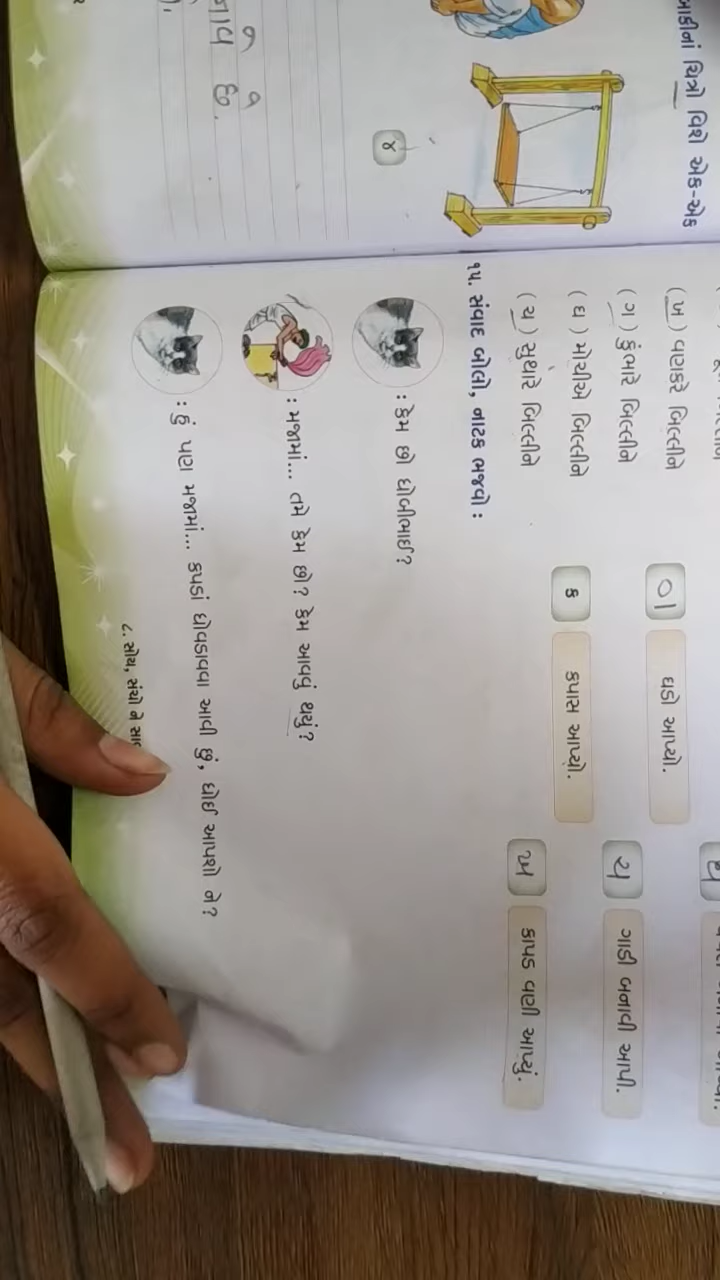 બાકીનાં ચિત્રો વિશે એક-એક
૪
છે.
(ખ) વણકરે બિલ્લીને
(ગ) કુંભારે બિલ્લીને
(ઘ) મોચીએ બિલ્લીને
(ચ) સુથારે બિલ્લીને
ગ ઘડો આપ્યો.
ક કપાસ આપ્યો.
ઘ
ચ ગાડી બનાવી આપી.
ખ કાપડ વણી આપ્યું.
૧૫. સંવાદ બોલો, નાટક ભજવો :
: કેમ છો ધોબીભાઈ?
: મજામાં... તમે કેમ છો? કેમ આવવું થયું?
: હું પણ મજામાં... કપડાં ધોવડાવવા આવી છું, ધોઈ આપશો ને?
૮. સોય, સંચો ને